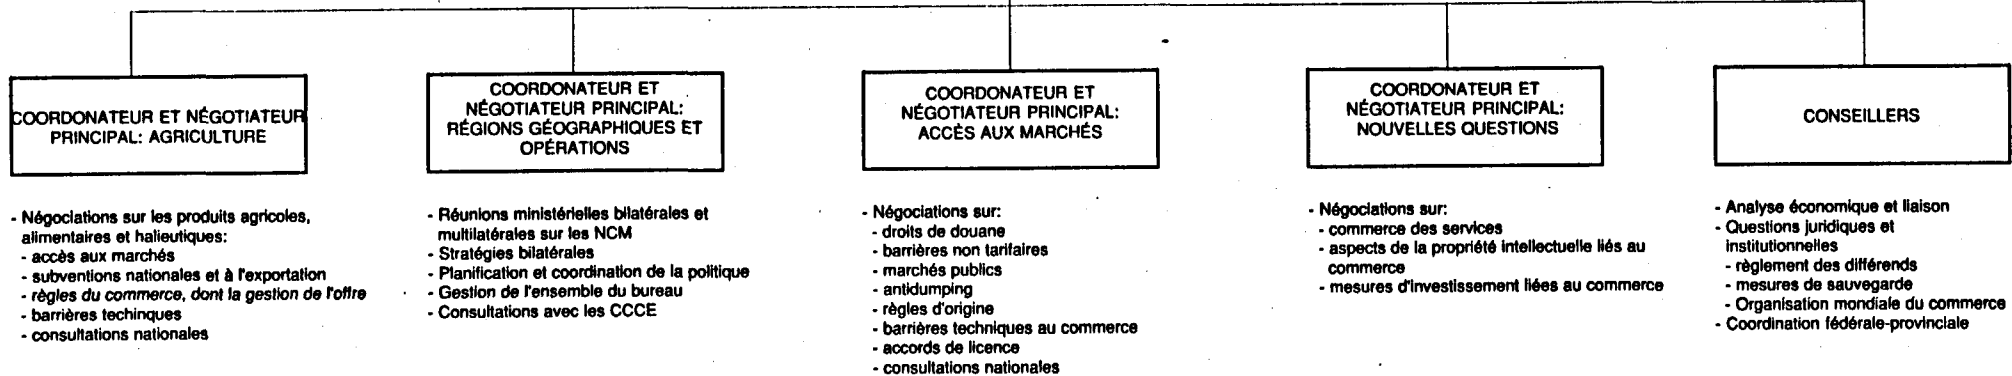 COORDONATEUR ET NÉGOTIATEUR
PRINCIPAL: AGRICULTURE
- Négociations sur les produits agricoles,
alimentaires et halieutiques:
- accès aux marchés
- subventions nationales et à l'exportation
- règles du commerce, dont la gestion de l'offre
- barrières techinques
- consultations nationales
COORDONATEUR ET
NÉGOTIATEUR PRINCIPAL:
RÉGIONS GÉOGRAPHIQUES ET
OPÉRATIONS
- Réunions ministérielles bilatérales et
multilatérales sur les NCM
- Stratégies bilatérales
- Planification et coordination de la politique
- Gestion de l'ensemble du bureau
- Consultations avec les CCCE
COORDONATEUR ET
NÉGOTIATEUR PRINCIPAL:
ACCÈS AUX MARCHÉS
- Négociations sur:
- droits de douane
- barrières non tarifaires
- marchés publics
- antidumping
- règles d'origine
- barrières techniques au commerce
- accords de licence
- consultations nationales
COORDONATEUR ET
NÉGOTIATEUR PRINCIPAL:
NOUVELLES QUESTIONS
- Négociations sur:
- commerce des services
- aspects de la propriété intellectuelle liés au
commerce
- mesures d'investissement liées au commerce
CONSEILLERS
- Analyse économique et liaison
- Questions juridiques et
institutionnelles
- règlement des différends
- mesures de sauvegarde
- Organisation mondiale du commerce
- Coordination fédérale-provinciale